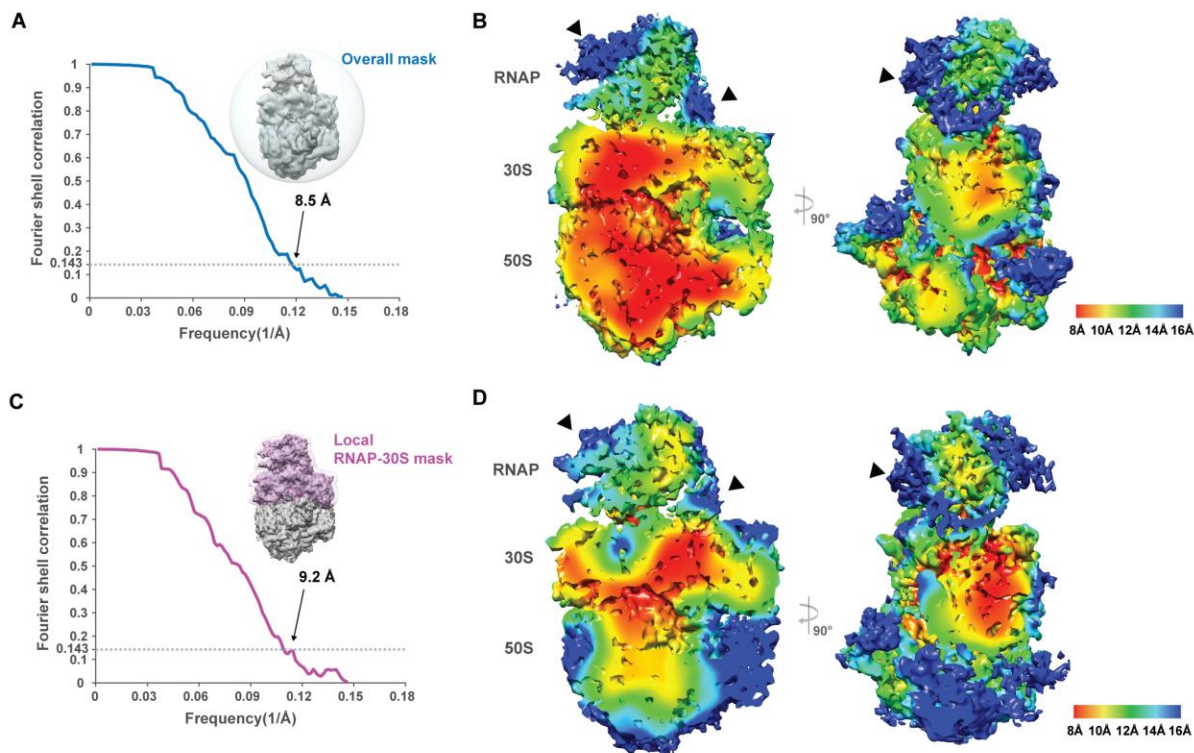 A
Fourier shell correlation
1
0.9
0.8
0.7
0.6
0.5
0.4
0.3
0.2
0.143
0.1
0
0
0.03
0.06
0.09
0.12
0.15
0.18
Frequency(1/Å)
Overall mask
8.5 Å
B
RNAP
30S
50S
90°
8Å 10Å 12Å 14Å 16Å
C
Fourier shell correlation
1
0.9
0.8
0.7
0.6
0.5
0.4
0.3
0.2
0.143
0.1
0
0
0.03
0.06
0.09
0.12
0.15
0.18
Frequency(1/Å)
Local
RNAP-30S mask
9.2 Å
D
RNAP
30S
50S
90°
8Å 10Å 12Å 14Å 16Å